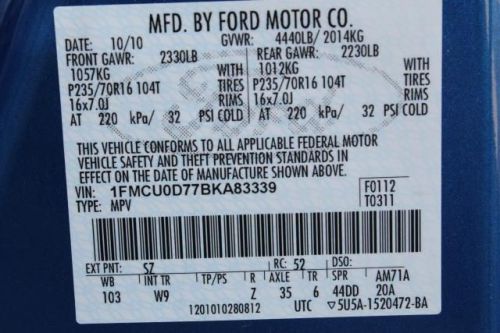 MFD. BY FORD MOTOR CO.
DATE: 10/10 GVWR: 4440LB/ 2014KG
FRONT GAWR: 2330LB REAR GAWR: 2230LB
1057KG WITH 1012KG WITH
P235/70R16 104T TIRES P235/70R16 104T TIRES
16x7.0J RIMS 16x7.0J RIMS
AT 220 kPa/ 32 PSI COLD AT 220 kPa/ 32 PSI COLD
THIS VEHICLE CONFORMS TO ALL APPLICABLE FEDERAL MOTOR
VEHICLE SAFETY AND THEFT PREVENTION STANDARDS IN
EFFECT ON THE DATE OF MANUFACTURE SHOWN ABOVE.
VIN: 1FMCU0D77BKA83339 F0112
TYPE: MPV T0311
EXT PNT: SZ RC: 52 DSO:
WB INT TR TP/PS R AXLE TR SPR AM71A
103 W9 Z 35 6 44DD 20A
1201010280812 UTC ▽5U5A-1520472-BA